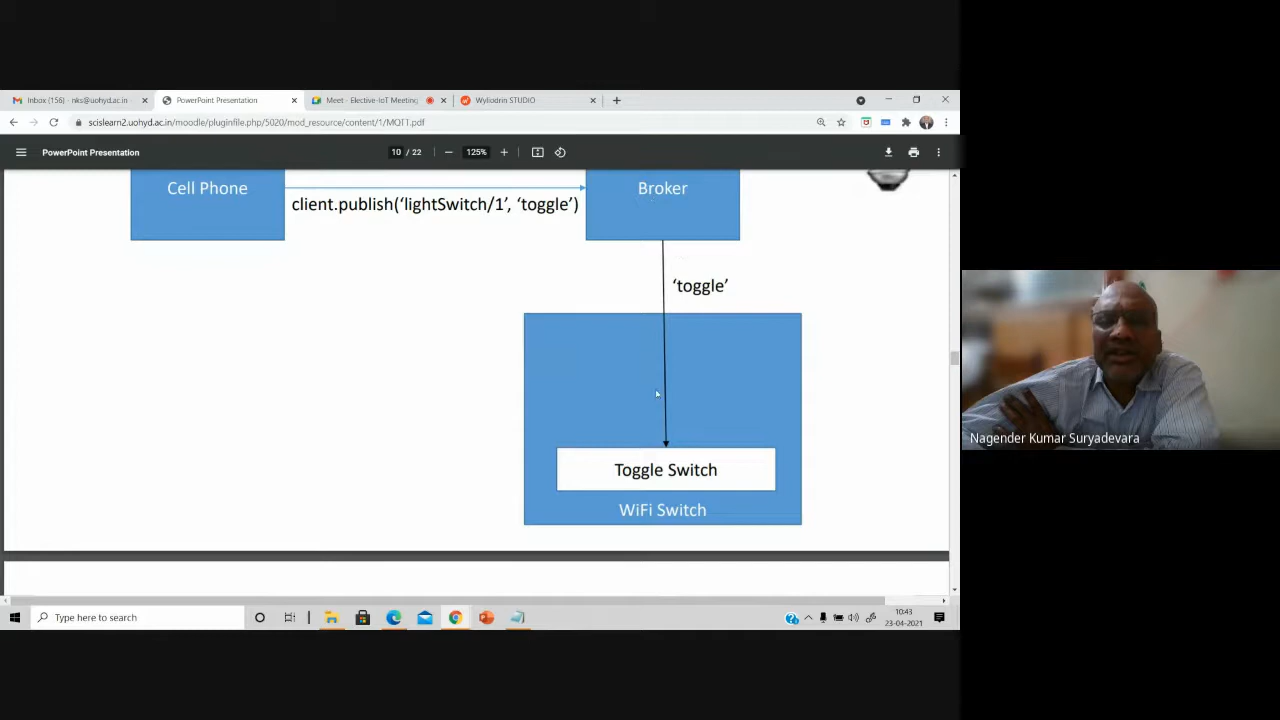 Inbox (156) - nks@uohyd.ac.in
PowerPoint Presentation
Meet - Elective-IoT Meeting
Wyliodrin STUDIO
scislearn2.uohyd.ac.in/moodle/pluginfile.php/5020/mod_resource/content/1/MQTT.pdf
PowerPoint Presentation
10 / 22
125%
Cell Phone
Broker
client.publish(‘lightSwitch/1’, ‘toggle’)
‘toggle’
Toggle Switch
WiFi Switch
Nagender Kumar Suryadevara
Type here to search
10:43
23-04-2021